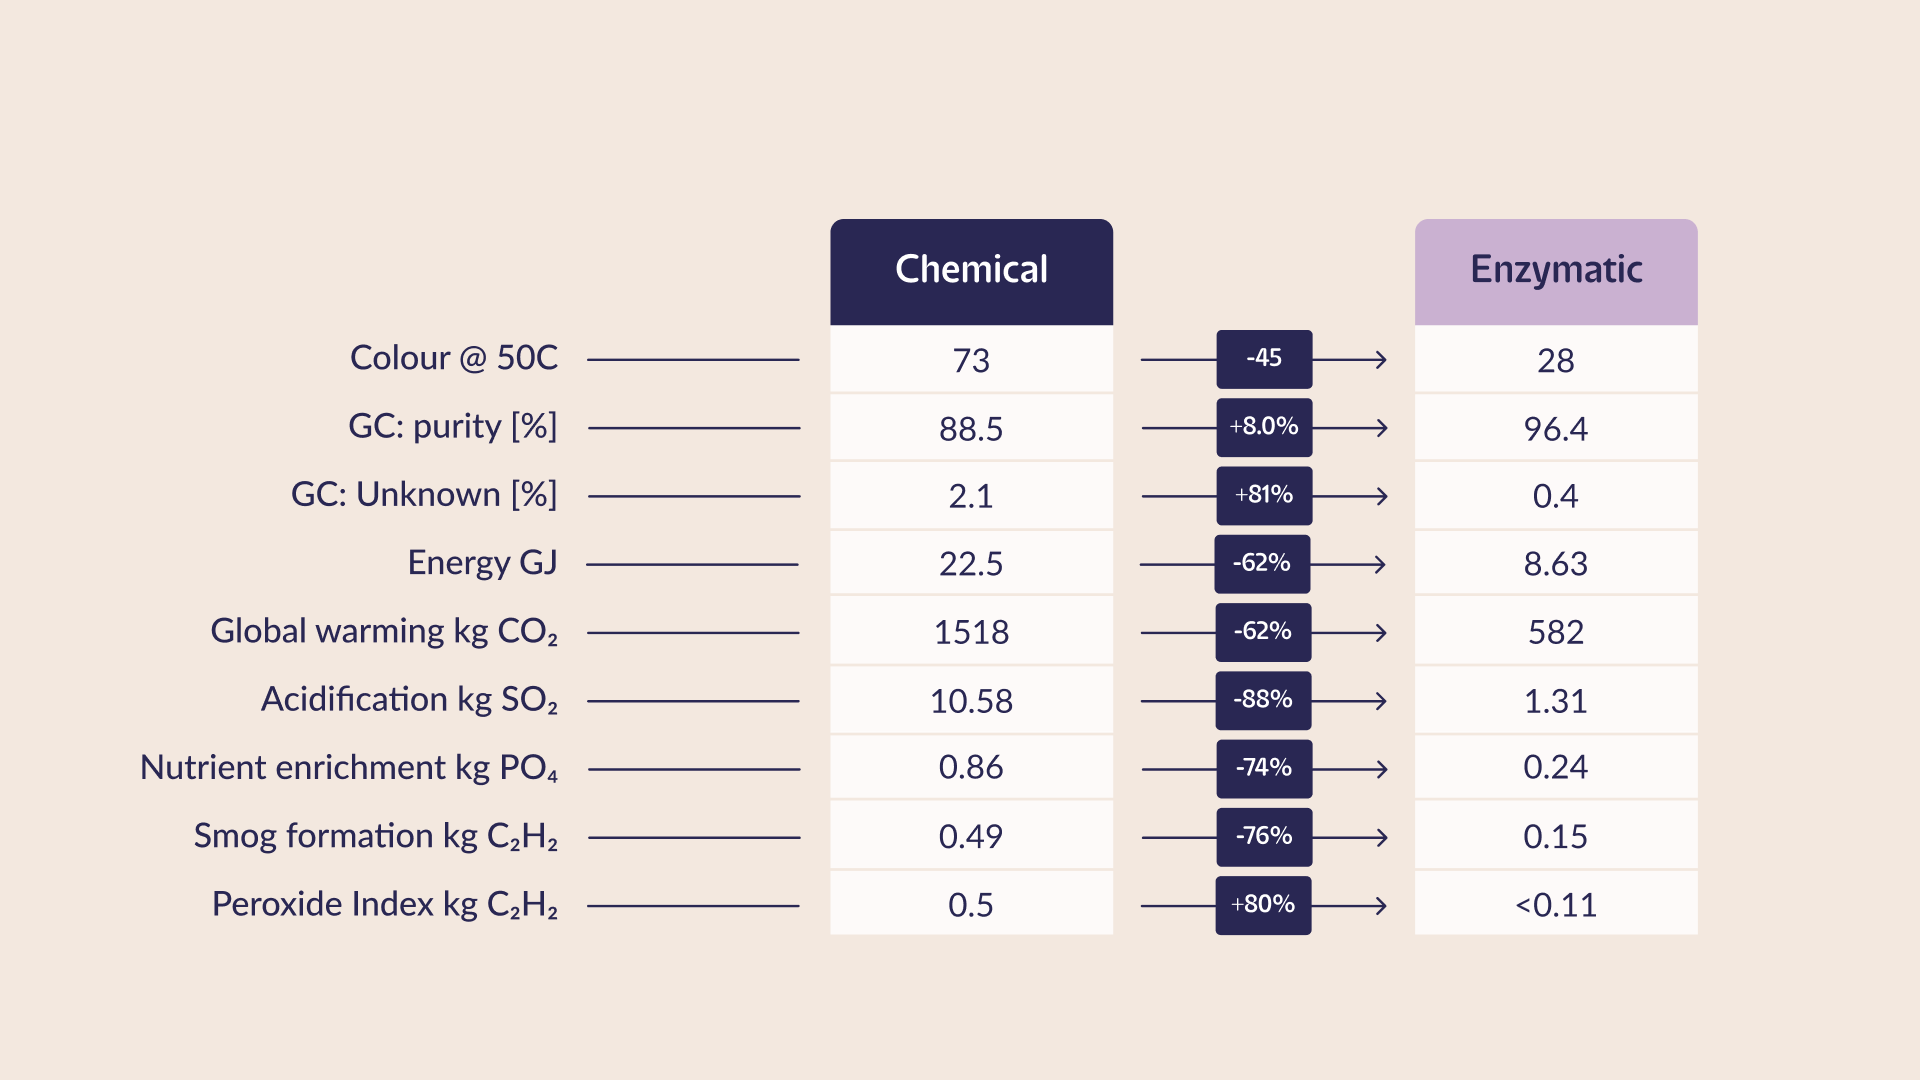 Chemical Enzymatic
Colour @ 50C 73 -45 28
GC: purity [%] 88.5 +8.0% 96.4
GC: Unknown [%] 2.1 +81% 0.4
Energy GJ 22.5 -62% 8.63
Global warming kg CO₂ 1518 -62% 582
Acidification kg SO₂ 10.58 -88% 1.31
Nutrient enrichment kg PO₄ 0.86 -74% 0.24
Smog formation kg C₂H₂ 0.49 -76% 0.15
Peroxide Index kg C₂H₂ 0.5 +80% <0.11